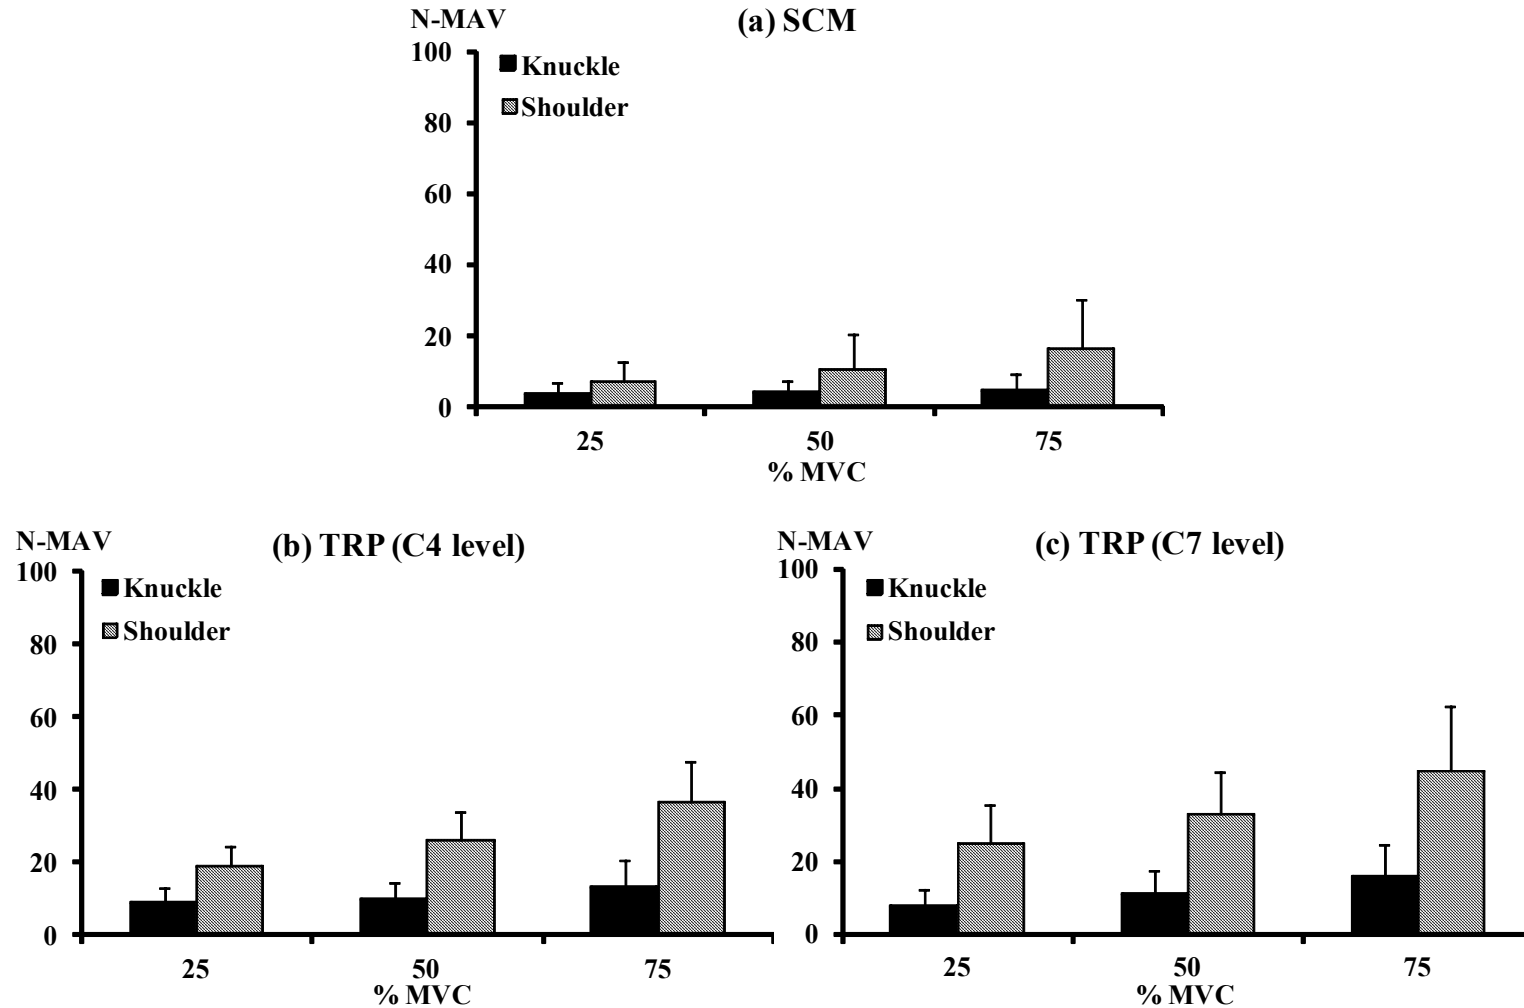 N-MAV
(a) SCM
100
80
60
40
20
0
Knuckle
Shoulder
25 50 75
% MVC
N-MAV
(b) TRP (C4 level)
100
80
60
40
20
0
Knuckle
Shoulder
25 50 75
% MVC
N-MAV
(c) TRP (C7 level)
100
80
60
40
20
0
Knuckle
Shoulder
25 50 75
% MVC